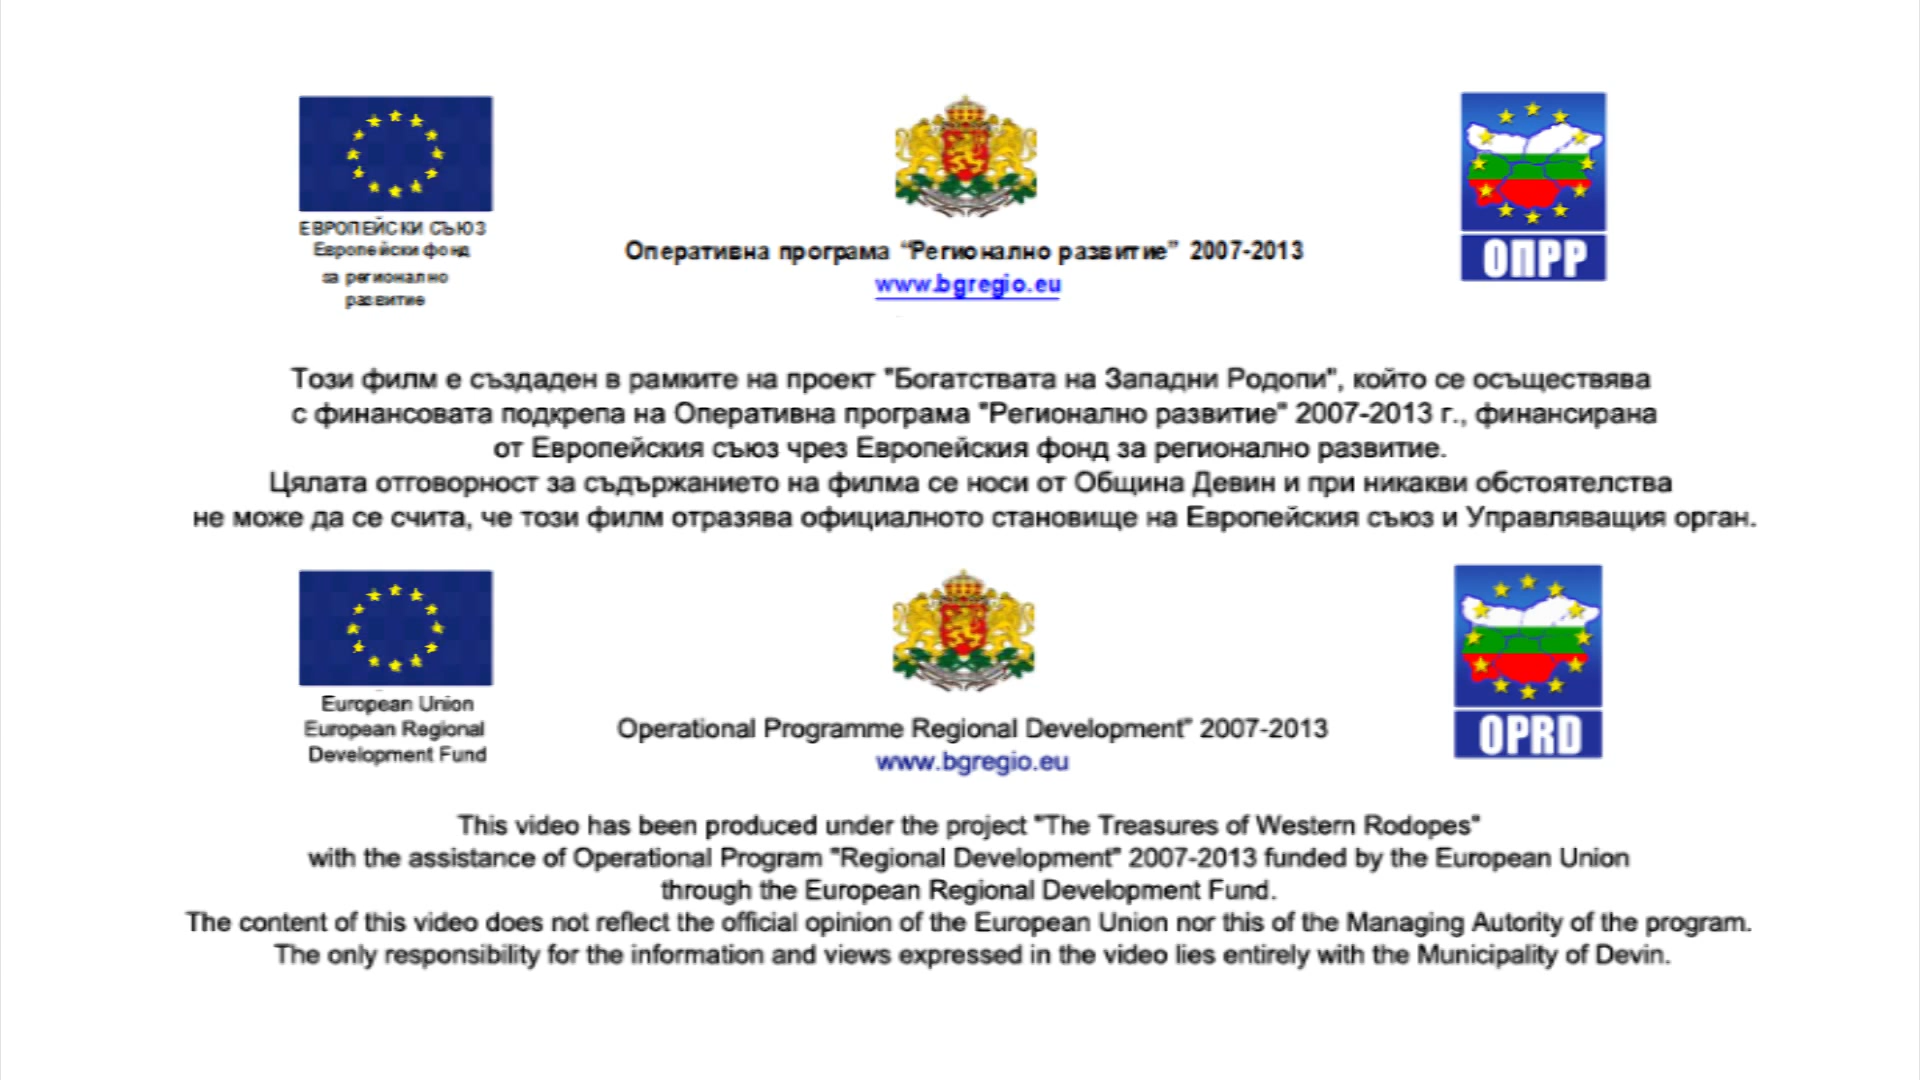 ЕВРОПЕЙСКИ СЪЮЗ
Европейски фонд
за регионално
развитие
Оперативна програма “Регионално развитие” 2007-2013
www.bgregio.eu
ОПРР
Този филм е създаден в рамките на проект "Богатствата на Западни Родопи", който се осъществява
с финансовата подкрепа на Оперативна програма "Регионално развитие" 2007-2013 г., финансирана
от Европейския съюз чрез Европейския фонд за регионално развитие.
Цялата отговорност за съдържанието на филма се носи от Община Девин и при никакви обстоятелства
не може да се счита, че този филм отразява официалното становище на Европейския съюз и Управляващия орган.
European Union
European Regional
Development Fund
Operational Programme Regional Development" 2007-2013
www.bgregio.eu
OPRD
This video has been produced under the project "The Treasures of Western Rodopes"
with the assistance of Operational Program "Regional Development" 2007-2013 funded by the European Union
through the European Regional Development Fund.
The content of this video does not reflect the official opinion of the European Union nor this of the Managing Autority of the program.
The only responsibility for the information and views expressed in the video lies entirely with the Municipality of Devin.